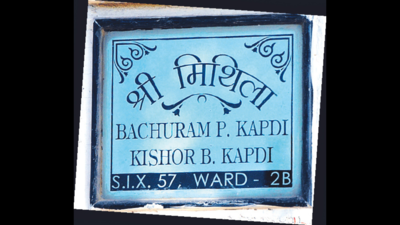 श्री मिथिला
BACHURAM P. KAPDI
KISHOR B. KAPDI
S.I.X. 57, WARD - 2B